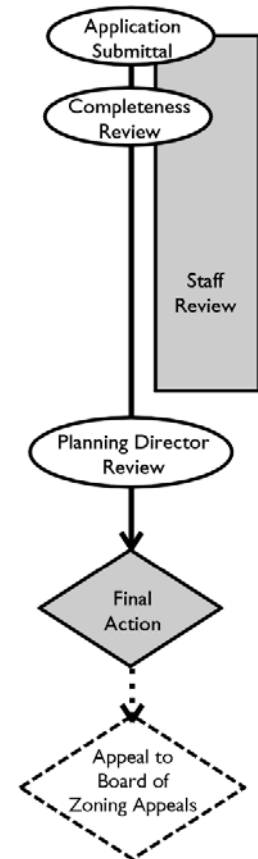 Application
Submittal
Completeness
Review
Staff
Review
Planning Director
Review
Final
Action
Appeal to
Board of
Zoning Appeals